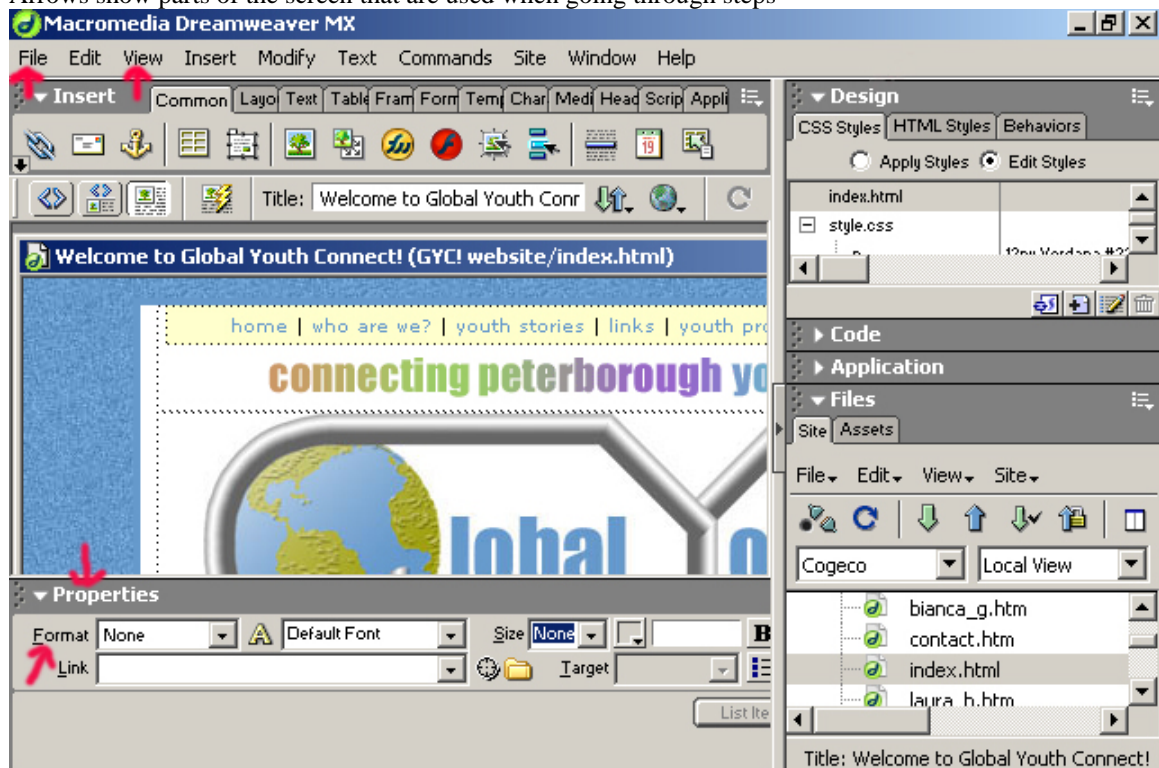 Arrows show parts of the screen that are used when going through steps
Macromedia Dreamweaver MX
File Edit View Insert Modify Text Commands Site Window Help
Insert
Common Layo Text Table Fram Form Temp Char Medi Head Scrip Appli
19
Title: Welcome to Global Youth Conr
Welcome to Global Youth Connect! (GYC! website/index.html)
home | who are we? | youth stories | links | youth pro
connecting peterborough yo
lobal
Properties
Format None Default Font Size None B
Link Target
List Ite
Design
CSS Styles HTML Styles Behaviors
Apply Styles Edit Styles
index.html
style.css
Code
Application
Files
Site Assets
File Edit View Site
Cogeco Local View
bianca_g.htm
contact.htm
index.html
laura_h.htm
Title: Welcome to Global Youth Connect!